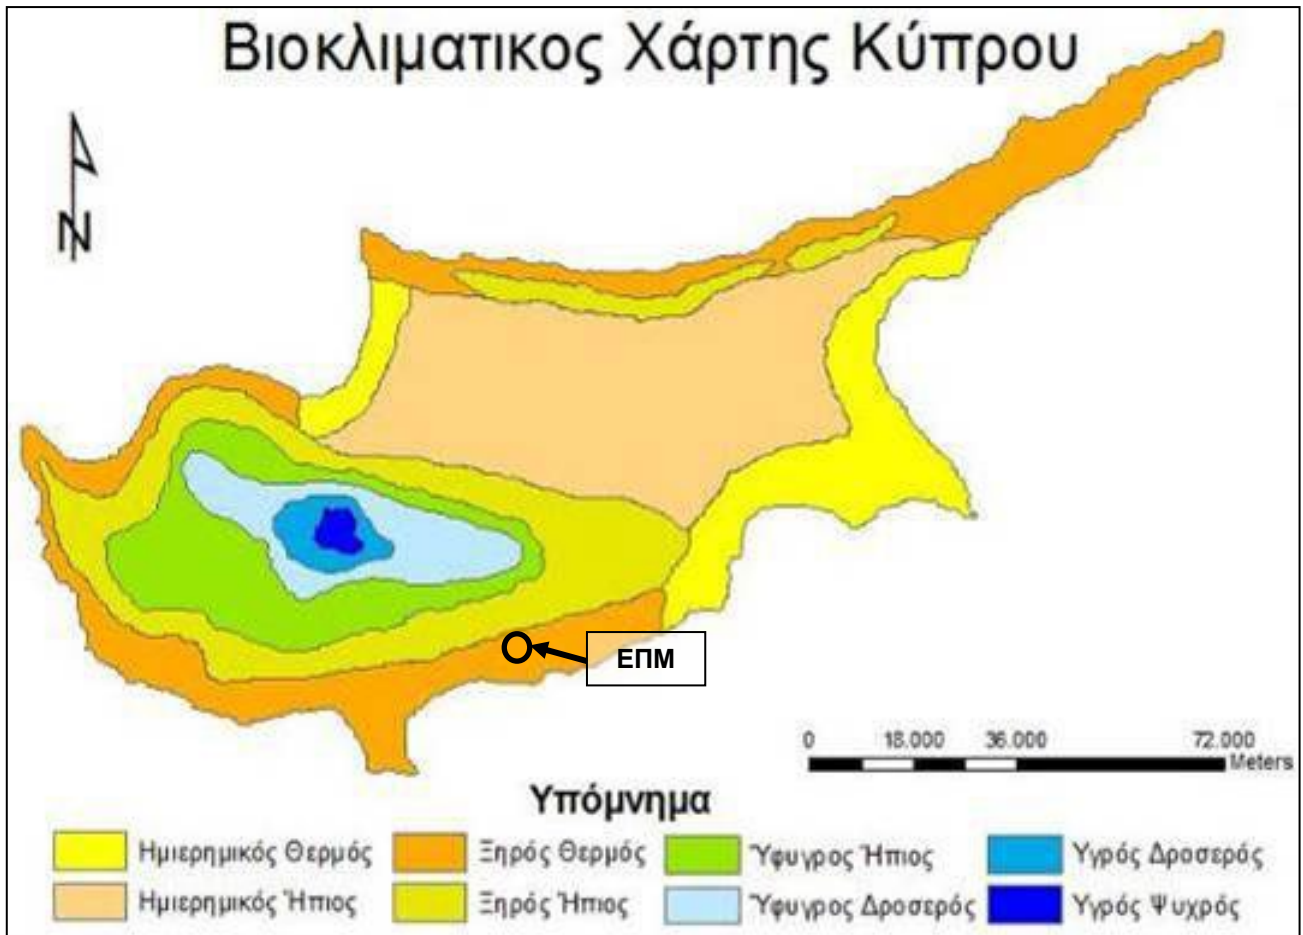 Βιοκλιματικος Χάρτης Κύπρου
N
ΕΠΜ
0 18.000 36.000 72.000
Meters
Υπόμνημα
Ημιερημικός Θερμός Ξηρός Θερμός Ύφυγρος Ήπιος Υγρός Δροσερός
Ημιερημικός Ήπιος Ξηρός Ήπιος Ύφυγρος Δροσερός Υγρός Ψυχρός